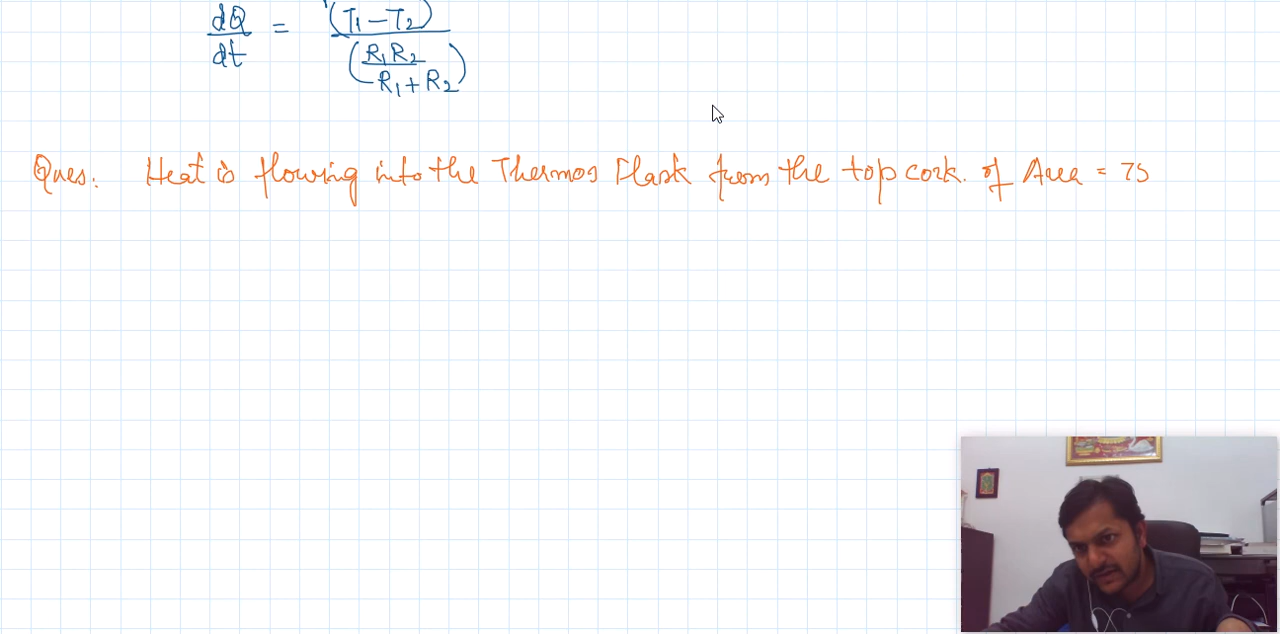 dQ/dt = (T₁-T₂)/(R₁R₂/R₁+R₂)
Ques: Heat is flowing into the Thermos Flask from the top cork. of Area = 75